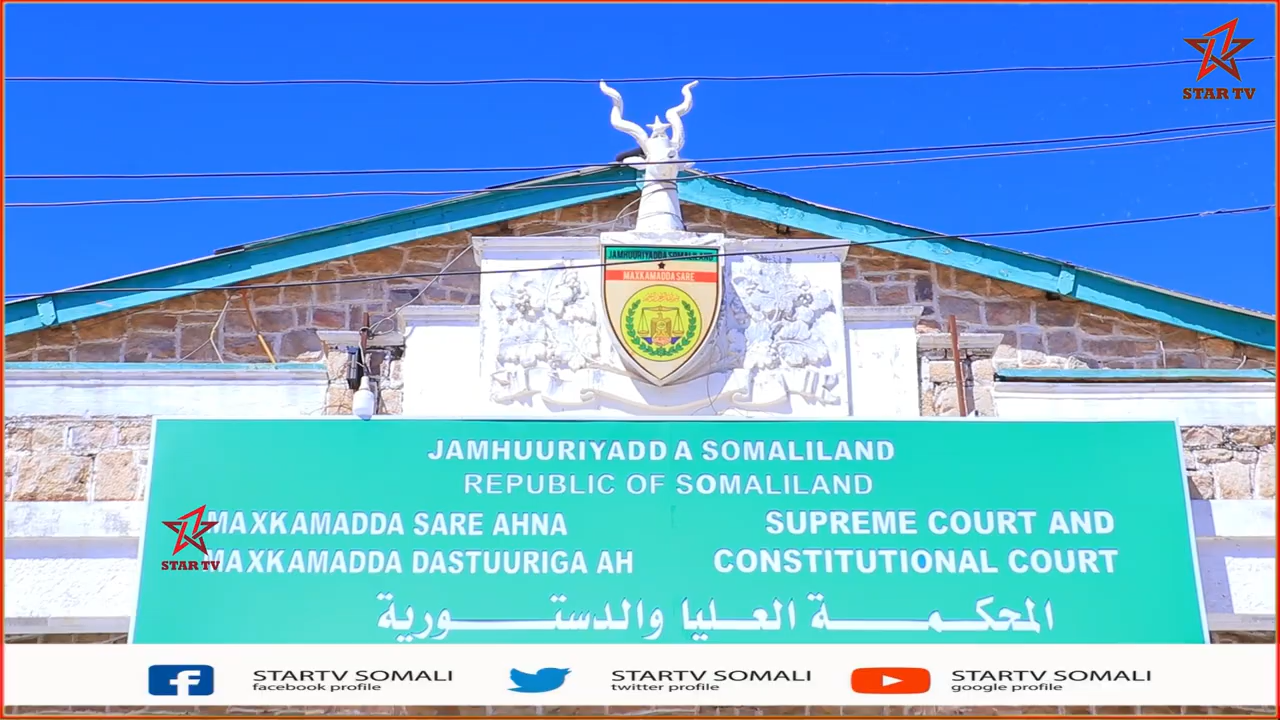 STAR TV
JAMHUURIYADDA SOMALILAND
MAXKAMADDA SARE
JAMHUURIYADDA SOMALILAND
REPUBLIC OF SOMALILAND
MAXKAMADDA SARE AHNA
MAXKAMADDA DASTUURIGA AH
SUPREME COURT AND
CONSTITUTIONAL COURT
المحكمة العليا والدستورية
STAR TV
STARTV SOMALI
facebook profile
STARTV SOMALI
twitter profile
STARTV SOMALI
google profile